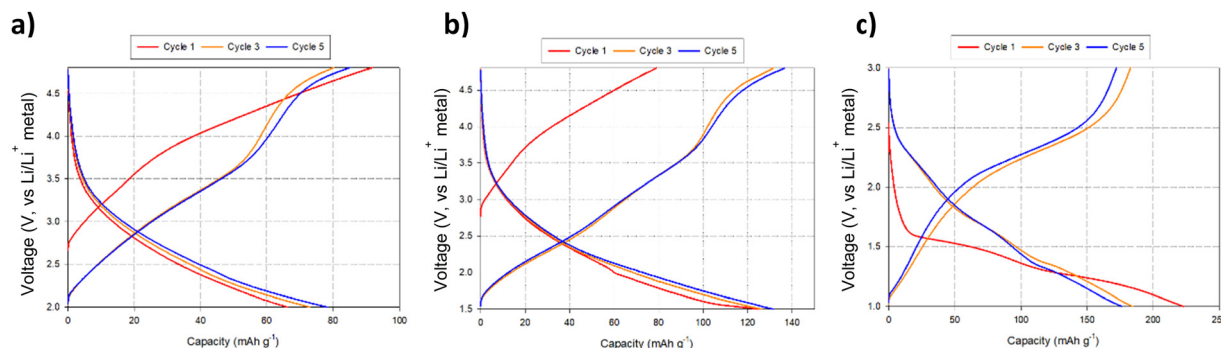 a)
Cycle 1 Cycle 3 Cycle 5
Voltage (V, vs Li/Li+ metal)
4.5
4.0
3.5
3.0
2.5
2.0
0 20 40 60 80 100
Capacity (mAh g-1)
b)
Cycle 1 Cycle 3 Cycle 5
Voltage (V, vs Li/Li+ metal)
4.5
4.0
3.5
3.0
2.5
2.0
1.5
0 20 40 60 80 100 120 140
Capacity (mAh g-1)
c)
Cycle 1 Cycle 3 Cycle 5
Voltage (V, vs Li/Li+ metal)
3.0
2.5
2.0
1.5
1.0
0 50 100 150 200 25
Capacity (mAh g-1)